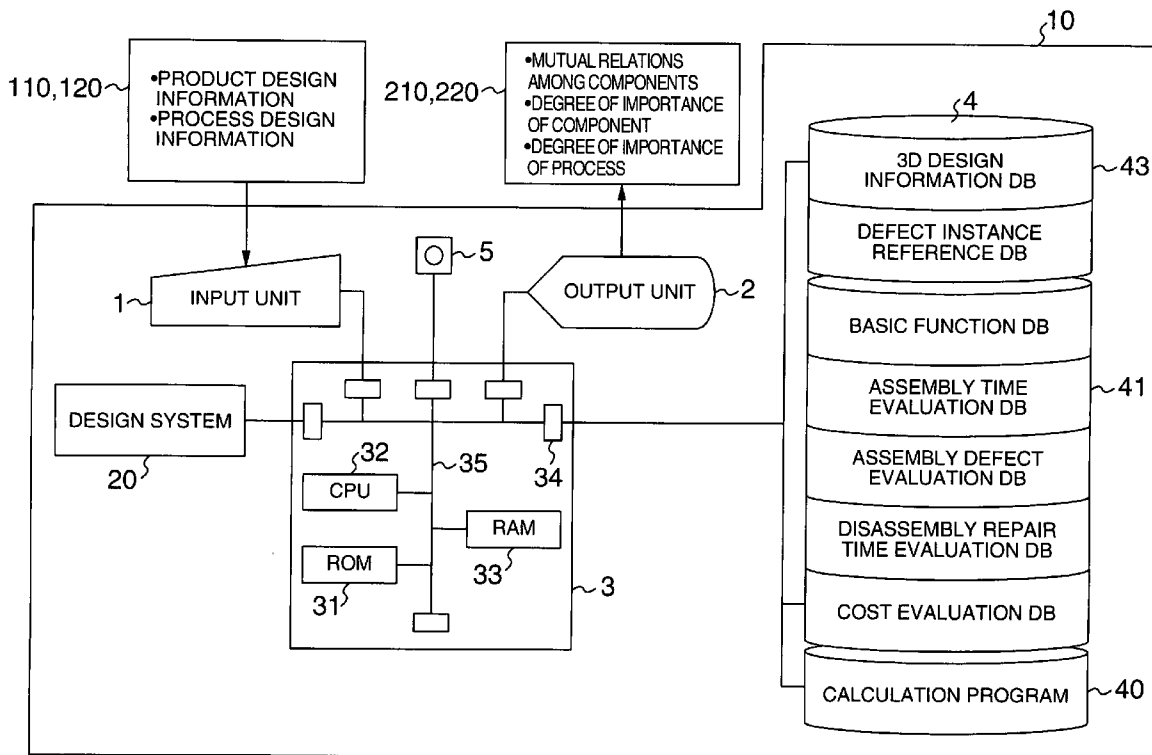 10
110,120
•PRODUCT DESIGN
INFORMATION
•PROCESS DESIGN
INFORMATION
210,220
•MUTUAL RELATIONS
AMONG COMPONENTS
•DEGREE OF IMPORTANCE
OF COMPONENT
•DEGREE OF IMPORTANCE
OF PROCESS
4
3D DESIGN
INFORMATION DB
43
DEFECT INSTANCE
REFERENCE DB
1
INPUT UNIT
5
OUTPUT UNIT
2
BASIC FUNCTION DB
ASSEMBLY TIME
EVALUATION DB
41
DESIGN SYSTEM
20
32
CPU
35
34
ASSEMBLY DEFECT
EVALUATION DB
RAM
33
ROM
31
3
DISASSEMBLY REPAIR
TIME EVALUATION DB
COST EVALUATION DB
CALCULATION PROGRAM
40